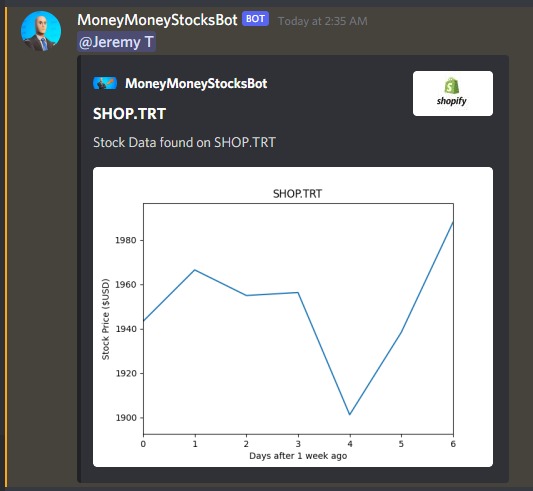 MoneyMoneyStocksBot BOT Today at 2:35 AM
@Jeremy T
MoneyMoneyStocksBot
shopify
SHOP.TRT
Stock Data found on SHOP.TRT
SHOP.TRT
1980
1960
1940
1920
1900
Stock Price ($USD)
0 1 2 3 4 5 6
Days after 1 week ago